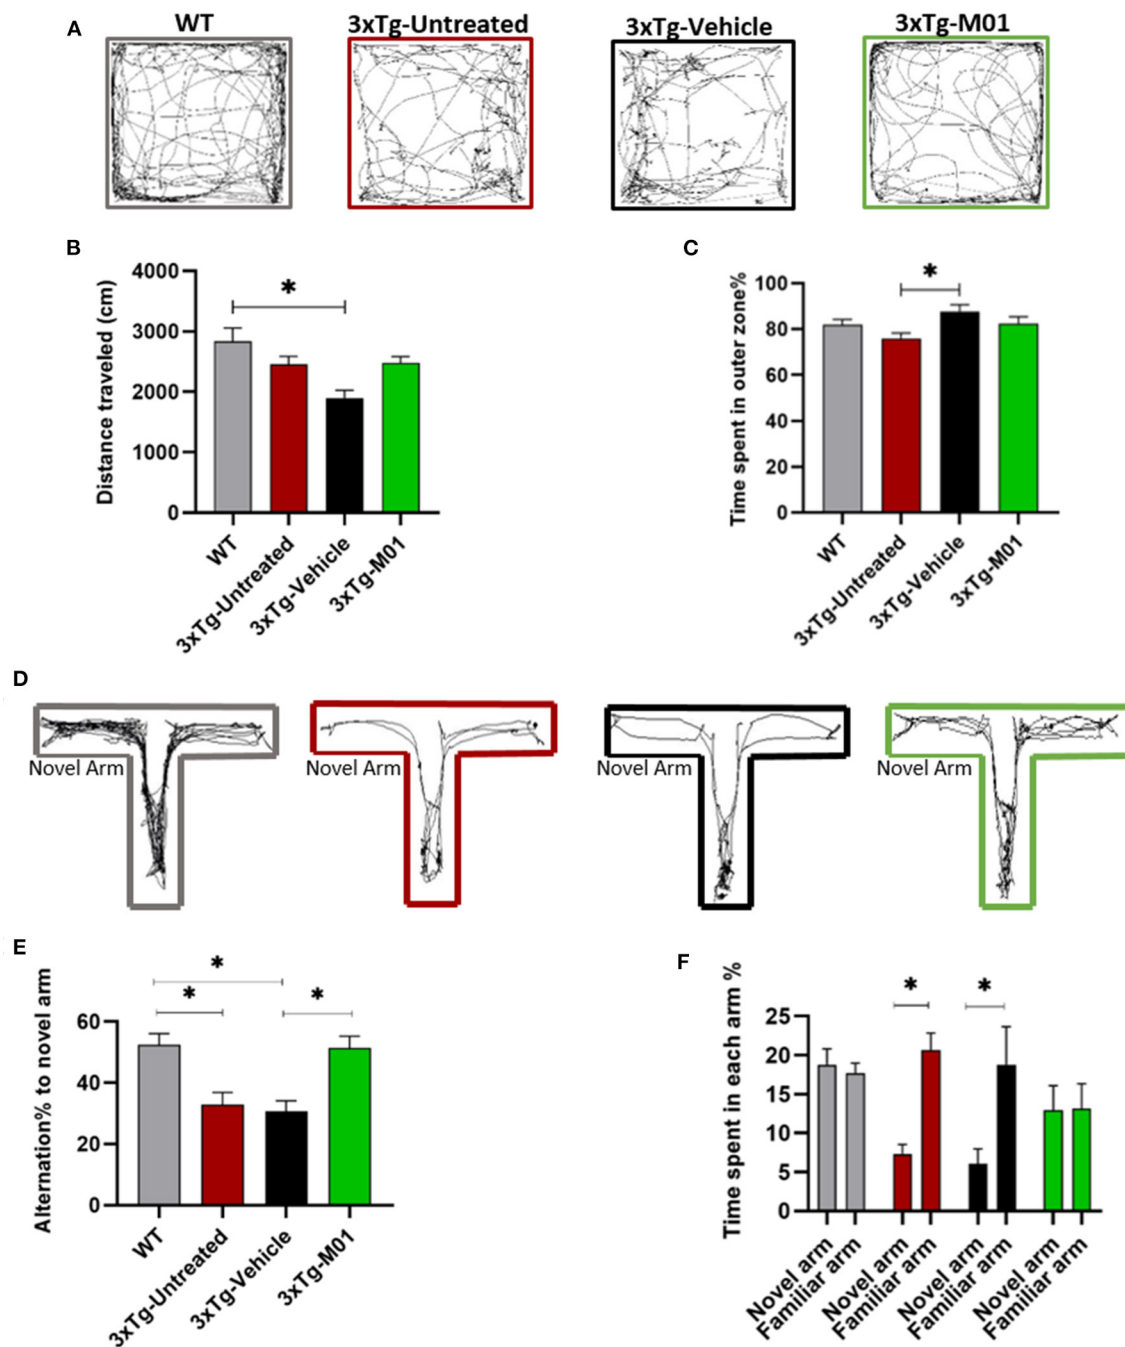 A
WT
3xTg-Untreated
3xTg-Vehicle
3xTg-M01
B
Distance traveled (cm)
4000
3000
2000
1000
0
*
WT
3xTg-Untreated
3xTg-Vehicle
3xTg-M01
C
Time spent in outer zone%
100
80
60
40
20
0
*
WT
3xTg-Untreated
3xTg-Vehicle
3xTg-M01
D
Novel Arm
Novel Arm
Novel Arm
Novel Arm
E
Alternation% to novel arm
60
40
20
0
*
*
*
WT
3xTg-Untreated
3xTg-Vehicle
3xTg-M01
F
Time spent in each arm %
25
20
15
10
5
0
*
*
Novel arm
Familiar arm
Novel arm
Familiar arm
Novel arm
Familiar arm
Novel arm
Familiar arm